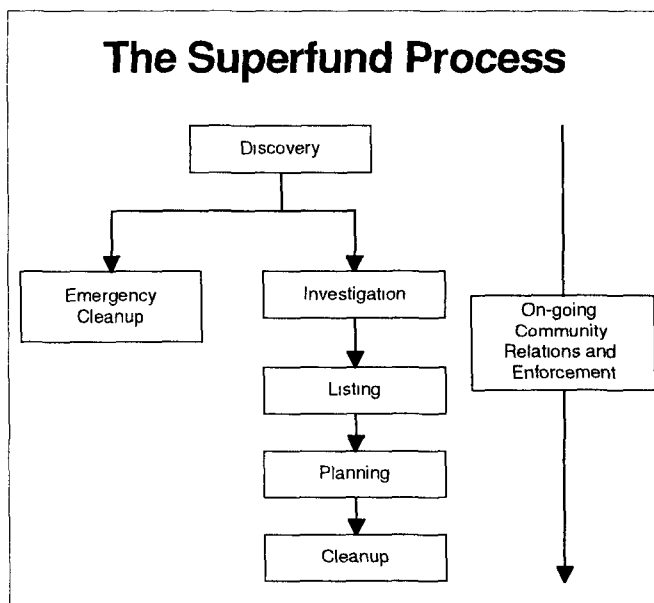 The Superfund Process
Discovery
Emergency
Cleanup
Investigation
On-going
Community
Relations and
Enforcement
Listing
Planning
Cleanup